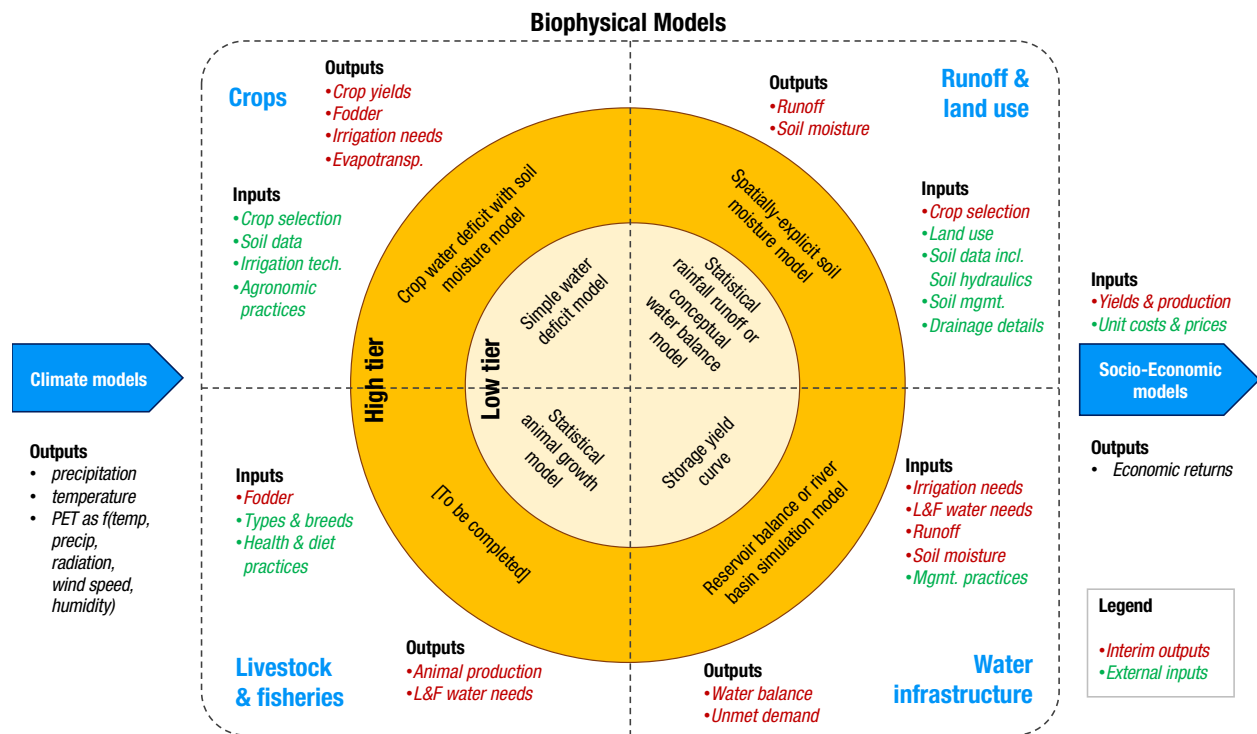 Biophysical Models
Crops
Outputs
•Crop yields
•Fodder
•Irrigation needs
•Evapotransp.
Inputs
•Crop selection
•Soil data
•Irrigation tech.
•Agronomic
practices
Outputs
•Runoff
•Soil moisture
Runoff &
land use
Inputs
•Crop selection
•Land use
•Soil data incl.
Soil hydraulics
•Soil mgmt.
•Drainage details
Crop water deficit with soil
moisture model
Spatially-explicit soil
moisture model
Simple water
deficit model
Statistical
rainfall runoff or
conceptual
water balance
model
High tier
Low tier
Statistical
animal growth
model
Storage yield
curve
[To be completed]
Reservoir balance or river
basin simulation model
Climate models
Outputs
• precipitation
• temperature
• PET as f(temp,
precip,
radiation,
wind speed,
humidity)
Inputs
•Fodder
•Types & breeds
•Health & diet
practices
Livestock
& fisheries
Outputs
•Animal production
•L&F water needs
Outputs
•Water balance
•Unmet demand
Inputs
•Irrigation needs
•L&F water needs
•Runoff
•Soil moisture
•Mgmt. practices
Water
infrastructure
Inputs
•Yields & production
•Unit costs & prices
Socio-Economic
models
Outputs
• Economic returns
Legend
•Interim outputs
•External inputs